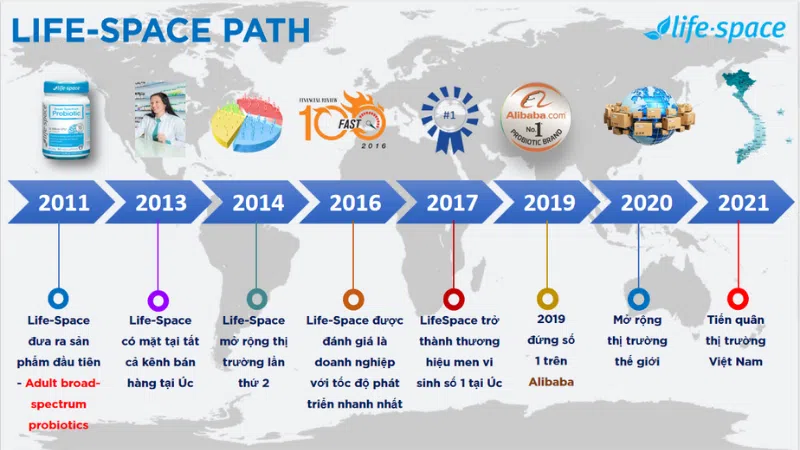 LIFE-SPACE PATH
life·space
life·space
Probiotic
FINANCIAL REVIEW
100
FAST
2016
#1
Alibaba.com
No.1
PROBIOTIC BRAND
2011
2013
2014
2016
2017
2019
2020
2021
Life-Space
đưa ra sản
phẩm đầu tiên
- Adult broad-
spectrum
probiotics
Life-Space
có mặt tại tất
cả kênh bán
hàng tại Úc
Life-Space
mở rộng thị
trường lần
thứ 2
Life-Space được
đánh giá là
doanh nghiệp
với tốc độ phát
triển nhanh nhất
LifeSpace trở
thành thương
hiệu men vi
sinh số 1 tại Úc
2019
đứng số
1 trên
Alibaba
Mở rộng
thị trường
thế giới
Tiến quân
thị trường
Việt Nam